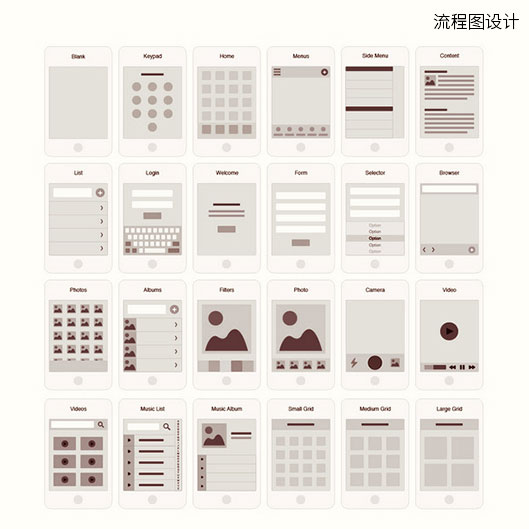 流程图设计
Blank
Keypad
Home
Menus
Side Menu
Content
List
Login
Welcome
Form
Selector
Browser
Option
Option
Option
Option
Option
Photos
Albums
Filters
Photo
Camera
Video
Videos
Music List
Music Album
Small Grid
Medium Grid
Large Grid